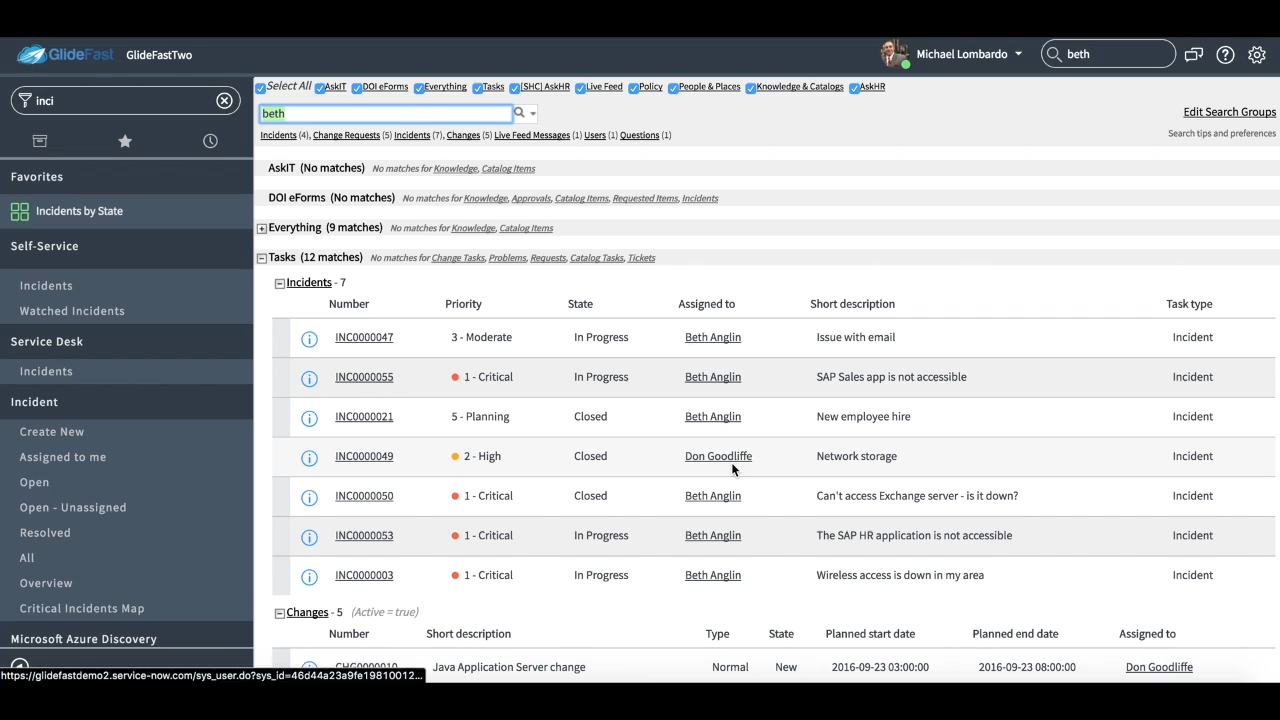 GlideFast GlideFastTwo Michael Lombardo beth
inci
Favorites
Incidents by State
Self-Service
Incidents
Watched Incidents
Service Desk
Incidents
Incident
Create New
Assigned to me
Open
Open - Unassigned
Resolved
All
Overview
Critical Incidents Map
Microsoft Azure Discovery
Select All AskIT DOI eForms Everything Tasks [SHC] AskHR Live Feed Policy People & Places Knowledge & Catalogs AskHR
beth Edit Search Groups
Incidents (4), Change Requests (5) Incidents (7), Changes (5) Live Feed Messages (1) Users (1) Questions (1) Search tips and preferences
AskIT (No matches) No matches for Knowledge, Catalog Items
DOI eForms (No matches) No matches for Knowledge, Approvals, Catalog Items, Requested Items, Incidents
Everything (9 matches) No matches for Knowledge, Catalog Items
Tasks (12 matches) No matches for Change Tasks, Problems, Requests, Catalog Tasks, Tickets
Incidents - 7
Number Priority State Assigned to Short description Task type
INC0000047 3 - Moderate In Progress Beth Anglin Issue with email Incident
INC0000055 1 - Critical In Progress Beth Anglin SAP Sales app is not accessible Incident
INC0000021 5 - Planning Closed Beth Anglin New employee hire Incident
INC0000049 2 - High Closed Don Goodliffe Network storage Incident
INC0000050 1 - Critical Closed Beth Anglin Can't access Exchange server - is it down? Incident
INC0000053 1 - Critical In Progress Beth Anglin The SAP HR application is not accessible Incident
INC0000003 1 - Critical In Progress Beth Anglin Wireless access is down in my area Incident
Changes - 5 (Active = true)
Number Short description Type State Planned start date Planned end date Assigned to
CHG0000010 Java Application Server change Normal New 2016-09-23 03:00:00 2016-09-23 08:00:00 Don Goodliffe
https://glidefastdemo2.service-now.com/sys_user.do?sys_id=46d44a23a9fe19810012...